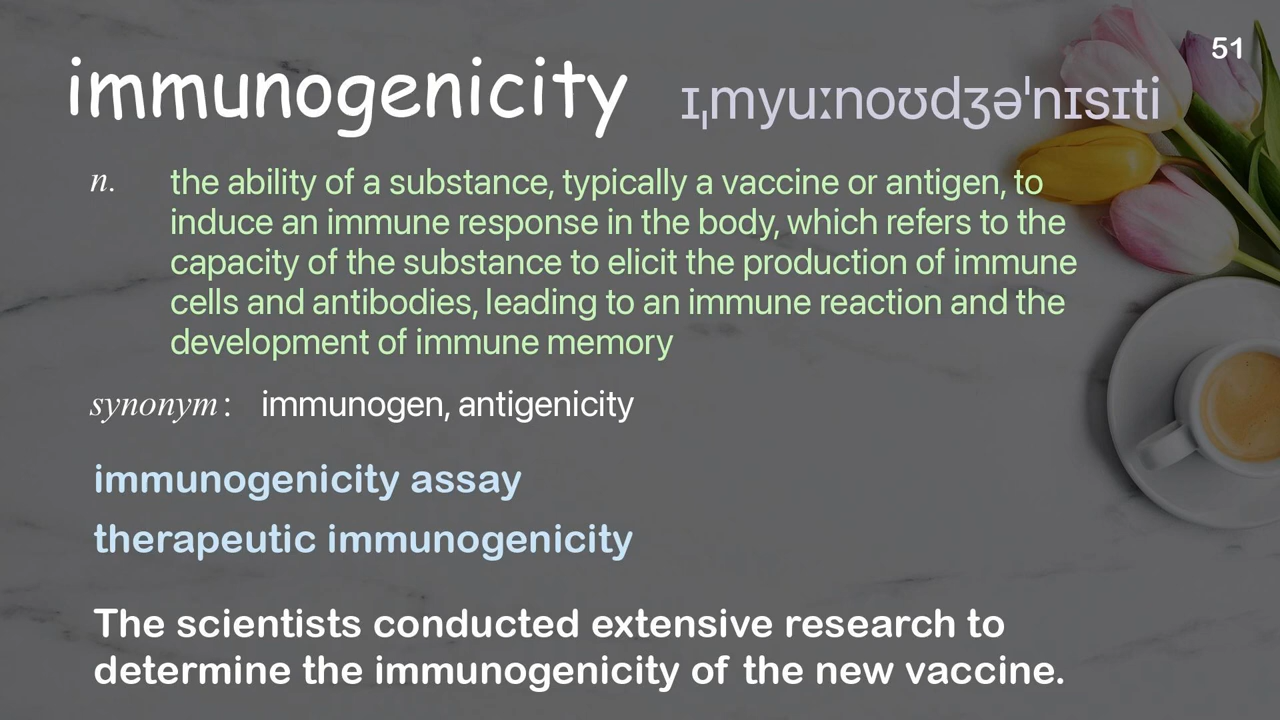 51
immunogenicity ɪˌmyuːnoʊdʒəˈnɪsɪti
n. the ability of a substance, typically a vaccine or antigen, to
induce an immune response in the body, which refers to the
capacity of the substance to elicit the production of immune
cells and antibodies, leading to an immune reaction and the
development of immune memory
synonym: immunogen, antigenicity
immunogenicity assay
therapeutic immunogenicity
The scientists conducted extensive research to
determine the immunogenicity of the new vaccine.